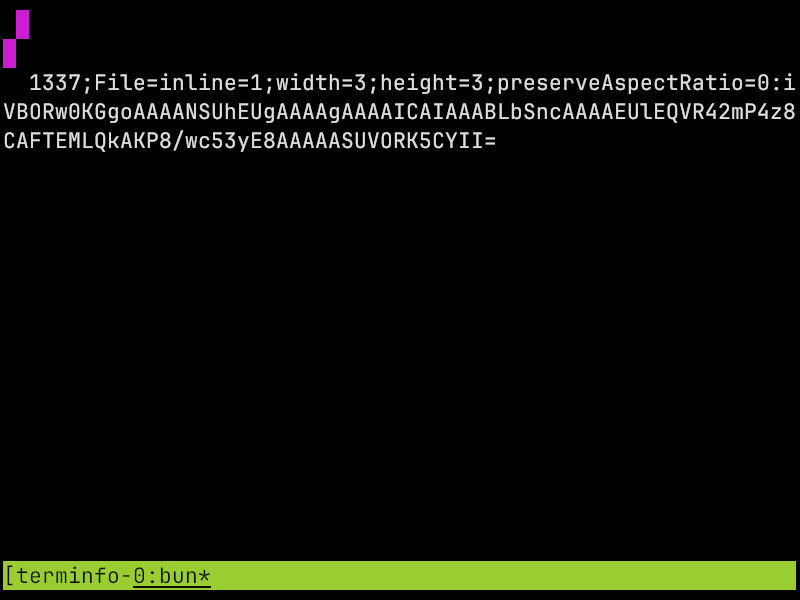 1337;File=inline=1;width=3;height=3;preserveAspectRatio=0:i
VBORw0KGgoAAAANSUhEUgAAAAgAAAAICAIAAABLbSncAAAAEUlEQVR42mP4z8
CAFTEMLQkAKP8/wc53yE8AAAAASUVORK5CYII=
[terminfo-0:bun*